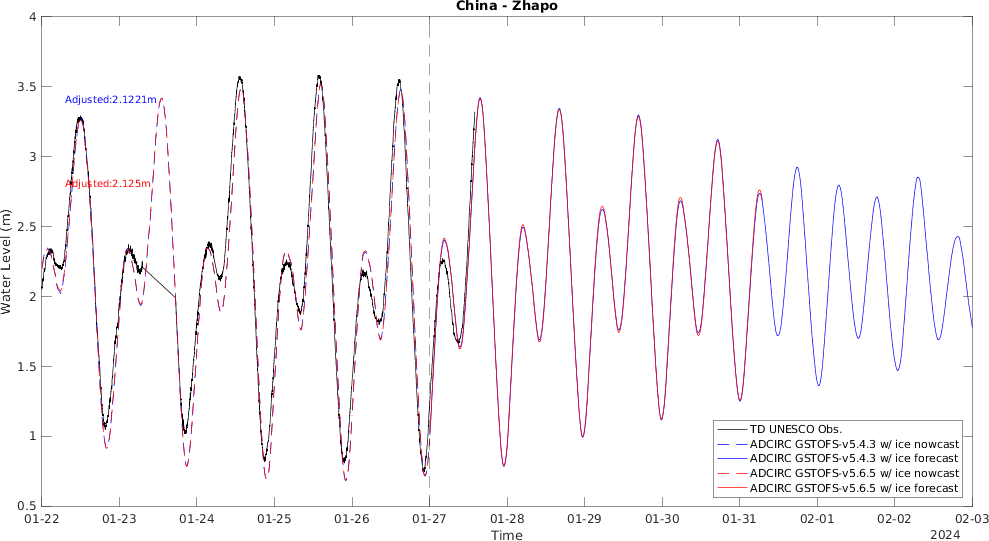 China - Zhapo
4
3.5
3
2.5
2
1.5
1
0.5
Water Level (m)
Adjusted:2.1221m
Adjusted:2.125m
TD UNESCO Obs.
ADCIRC GSTOFS-v5.4.3 w/ ice nowcast
ADCIRC GSTOFS-v5.4.3 w/ ice forecast
ADCIRC GSTOFS-v5.6.5 w/ ice nowcast
ADCIRC GSTOFS-v5.6.5 w/ ice forecast
01-22 01-23 01-24 01-25 01-26 01-27 01-28 01-29 01-30 01-31 02-01 02-02 02-03
Time
2024